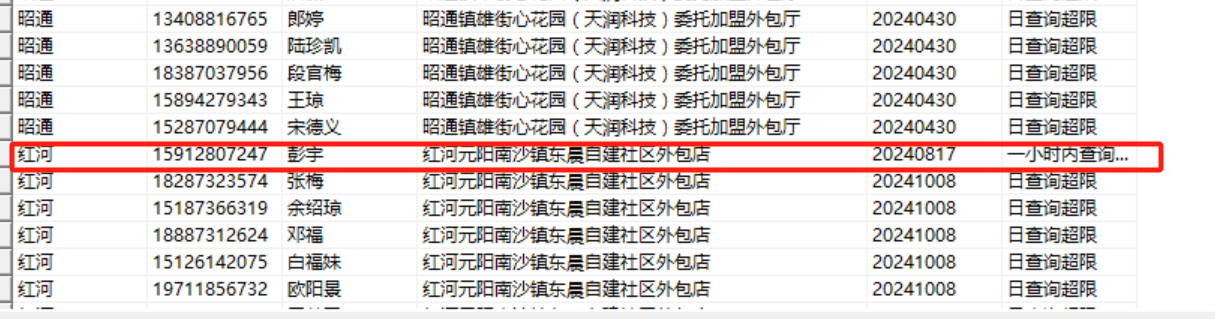 昭通 13408816765 郎婷 昭通镇雄街心花园（天润科技）委托加盟外包厅 20240430 日查询超限
昭通 13638890059 陆珍凯 昭通镇雄街心花园（天润科技）委托加盟外包厅 20240430 日查询超限
昭通 18387037956 段官梅 昭通镇雄街心花园（天润科技）委托加盟外包厅 20240430 日查询超限
昭通 15894279343 王琼 昭通镇雄街心花园（天润科技）委托加盟外包厅 20240430 日查询超限
昭通 15287079444 宋德义 昭通镇雄街心花园（天润科技）委托加盟外包厅 20240430 日查询超限
红河 15912807247 彭宇 红河元阳南沙镇东晨自建社区外包店 20240817 一小时内查询...
红河 18287323574 张梅 红河元阳南沙镇东晨自建社区外包店 20241008 日查询超限
红河 15187366319 余绍琼 红河元阳南沙镇东晨自建社区外包店 20241008 日查询超限
红河 18887312624 邓福 红河元阳南沙镇东晨自建社区外包店 20241008 日查询超限
红河 15126142075 白福妹 红河元阳南沙镇东晨自建社区外包店 20241008 日查询超限
红河 19711856732 欧阳景 红河元阳南沙镇东晨自建社区外包店 20241008 日查询超限